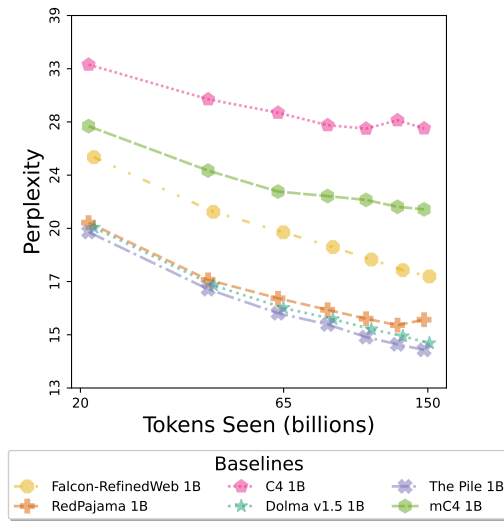 39
33
28
24
20
17
15
13
Perplexity
20 65 150
Tokens Seen (billions)
Baselines
Falcon-RefinedWeb 1B C4 1B The Pile 1B
RedPajama 1B Dolma v1.5 1B mC4 1B